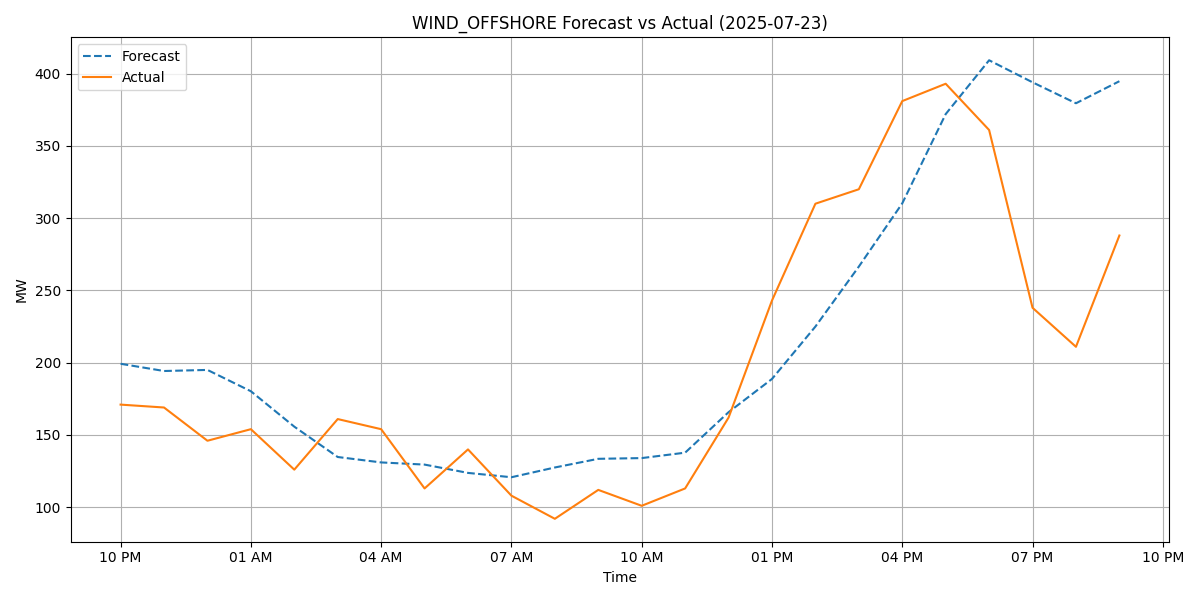 WIND_OFFSHORE Forecast vs Actual (2025-07-23)
Forecast
Actual
400
350
300
250
200
150
100
MW
10 PM 01 AM 04 AM 07 AM 10 AM 01 PM 04 PM 07 PM 10 PM
Time